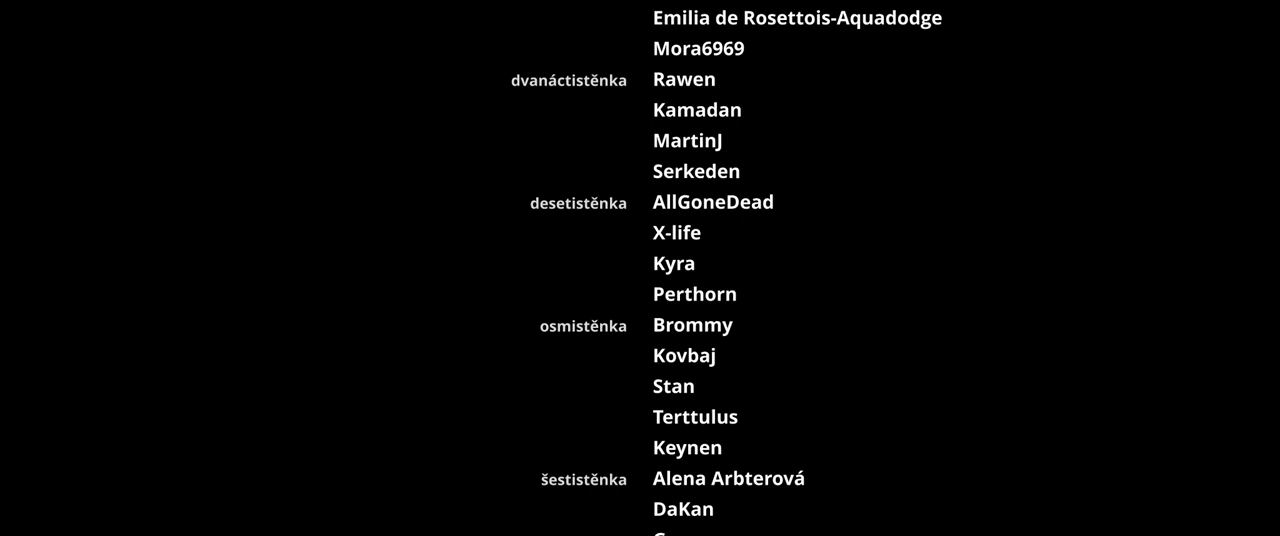 Emilia de Rosettois-Aquadodge
Mora6969
dvanáctistěnka Rawen
Kamadan
MartinJ
Serkeden
desetistěnka AllGoneDead
X-life
Kyra
Perthorn
osmistěnka Brommy
Kovbaj
Stan
Terttulus
Keynen
šestistěnka Alena Arbterová
DaKan